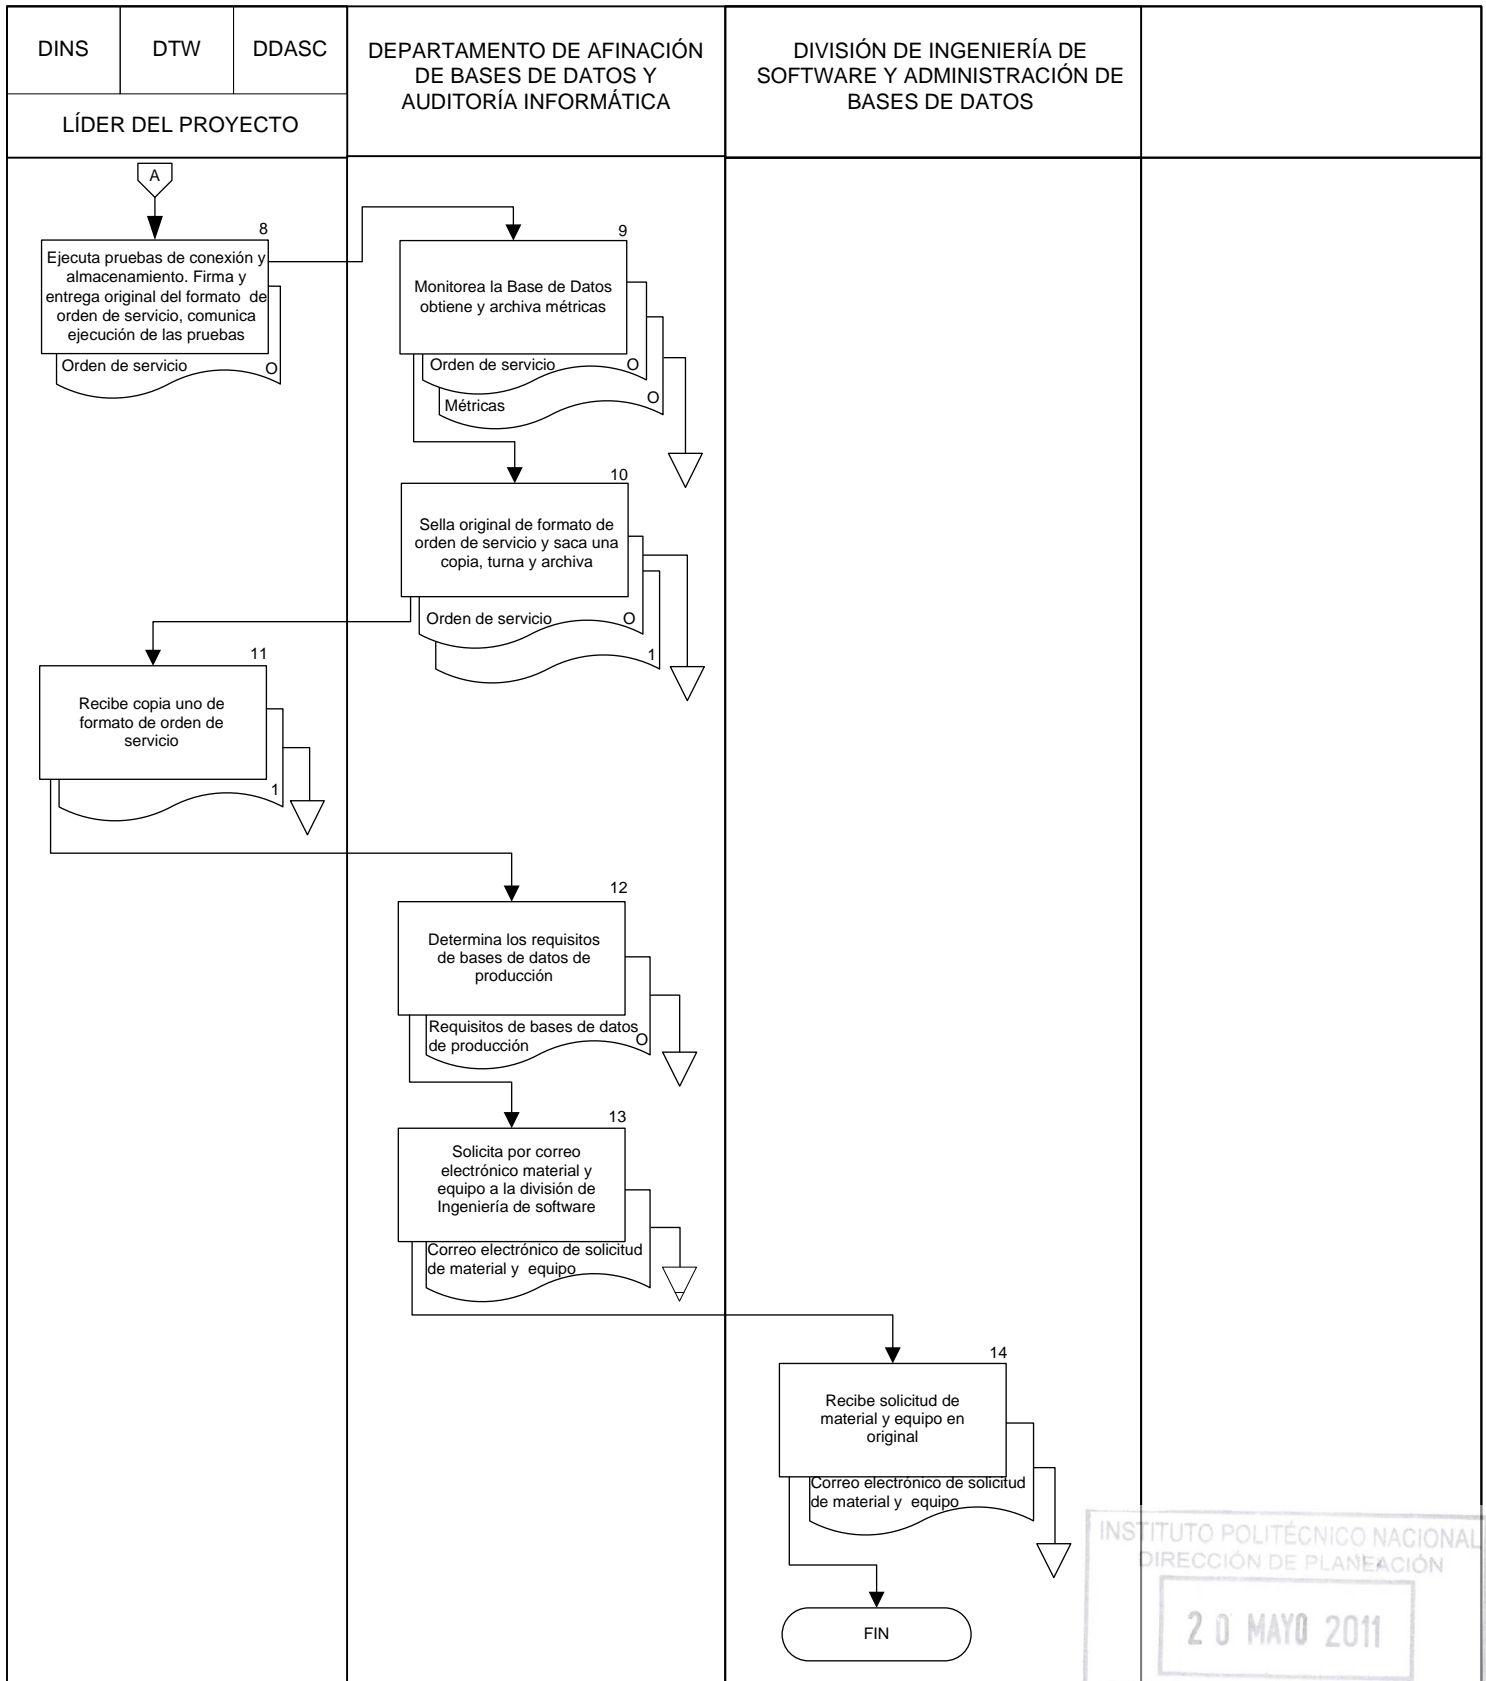 DINS
DTW
DDASC
LÍDER DEL PROYECTO
DEPARTAMENTO DE AFINACIÓN
DE BASES DE DATOS Y
AUDITORÍA INFORMÁTICA
DIVISIÓN DE INGENIERÍA DE
SOFTWARE Y ADMINISTRACIÓN DE
BASES DE DATOS
A
8
Ejecuta pruebas de conexión y
almacenamiento. Firma y
entrega original del formato de
orden de servicio, comunica
ejecución de las pruebas
Orden de servicio
O
9
Monitorea la Base de Datos
obtiene y archiva métricas
Orden de servicio
O
Métricas
O
10
Sella original de formato de
orden de servicio y saca una
copia, turna y archiva
Orden de servicio
O
1
11
Recibe copia uno de
formato de orden de
servicio
1
12
Determina los requisitos
de bases de datos de
producción
Requisitos de bases de datos
de producción
O
13
Solicita por correo
electrónico material y
equipo a la división de
Ingeniería de software
Correo electrónico de solicitud
de material y equipo
14
Recibe solicitud de
material y equipo en
original
Correo electrónico de solicitud
de material y equipo
FIN
INSTITUTO POLITÉCNICO NACIONAL
DIRECCIÓN DE PLANEACIÓN
20 MAYO 2011